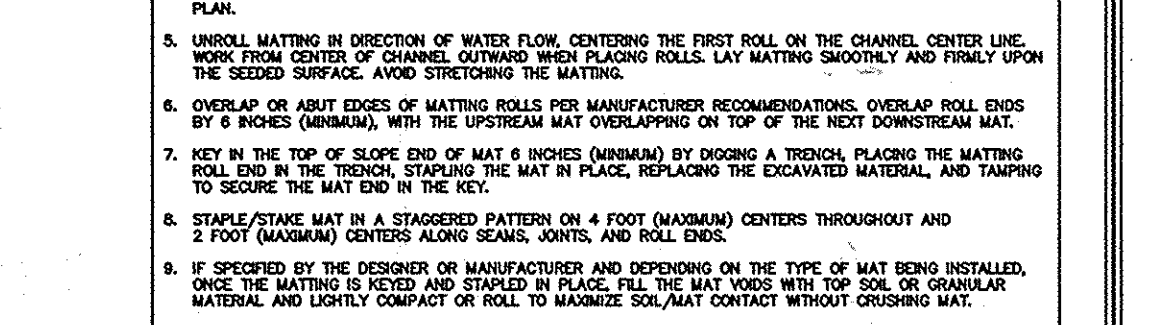 PLAN.
5. UNROLL MATTING IN DIRECTION OF WATER FLOW, CENTERING THE FIRST ROLL ON THE CHANNEL CENTER LINE.
WORK FROM CENTER OF CHANNEL OUTWARD WHEN PLACING ROLLS. LAY MATTING SMOOTHLY AND FIRMLY UPON
THE SEEDED SURFACE. AVOID STRETCHING THE MATTING.
6. OVERLAP OR ABUT EDGES OF MATTING ROLLS PER MANUFACTURER RECOMMENDATIONS. OVERLAP ROLL ENDS
BY 6 INCHES (MINIMUM), WITH THE UPSTREAM MAT OVERLAPPING ON TOP OF THE NEXT DOWNSTREAM MAT.
7. KEY IN THE TOP OF SLOPE END OF MAT 6 INCHES (MINIMUM) BY DIGGING A TRENCH, PLACING THE MATTING
ROLL END IN THE TRENCH, STAPLING THE MAT IN PLACE, REPLACING THE EXCAVATED MATERIAL, AND TAMPING
TO SECURE THE MAT END IN THE KEY.
8. STAPLE/STAKE MAT IN A STAGGERED PATTERN ON 4 FOOT (MAXIMUM) CENTERS THROUGHOUT AND
2 FOOT (MAXIMUM) CENTERS ALONG SEAMS, JOINTS, AND ROLL ENDS.
9. IF SPECIFIED BY THE DESIGNER OR MANUFACTURER AND DEPENDING ON THE TYPE OF MAT BEING INSTALLED,
ONCE THE MATTING IS KEYED AND STAPLED IN PLACE, FILL THE MAT VOIDS WITH TOP SOIL OR GRANULAR
MATERIAL AND LIGHTLY COMPACT OR ROLL TO MAXIMIZE SOIL/MAT CONTACT WITHOUT CRUSHING MAT.